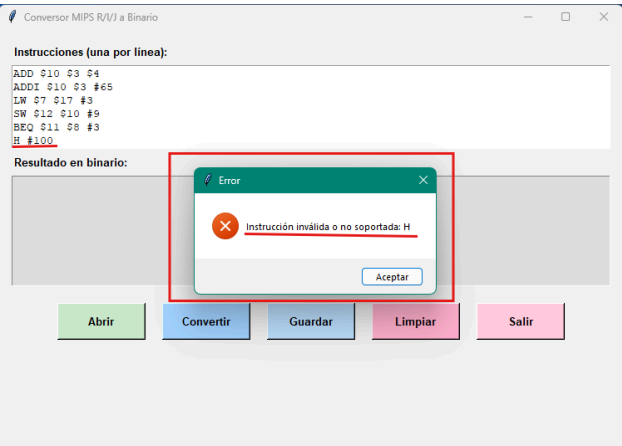 Conversor MIPS R/I/J a Binario
Instrucciones (una por línea):
ADD $10 $3 $4
ADDI $10 $3 #65
LW $7 $17 #3
SW $12 $10 #9
BEQ $11 $8 #3
H #100
Resultado en binario:
Error
Instrucción inválida o no soportada: H
Aceptar
Abrir Convertir Guardar Limpiar Salir